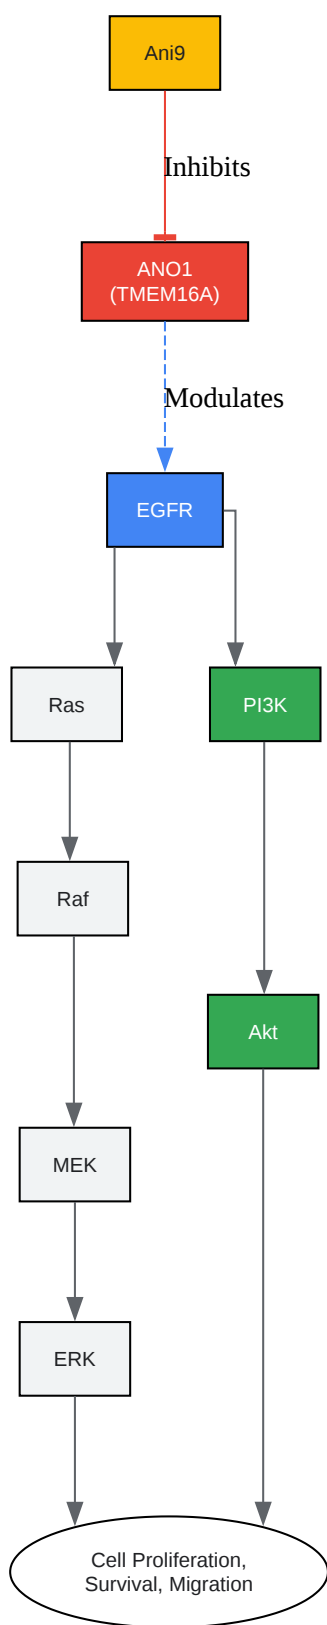 Ani9
Inhibits
ANO1
(TMEM16A)
Modulates
EGFR
Ras
PI3K
Raf
Akt
MEK
ERK
Cell Proliferation,
Survival, Migration